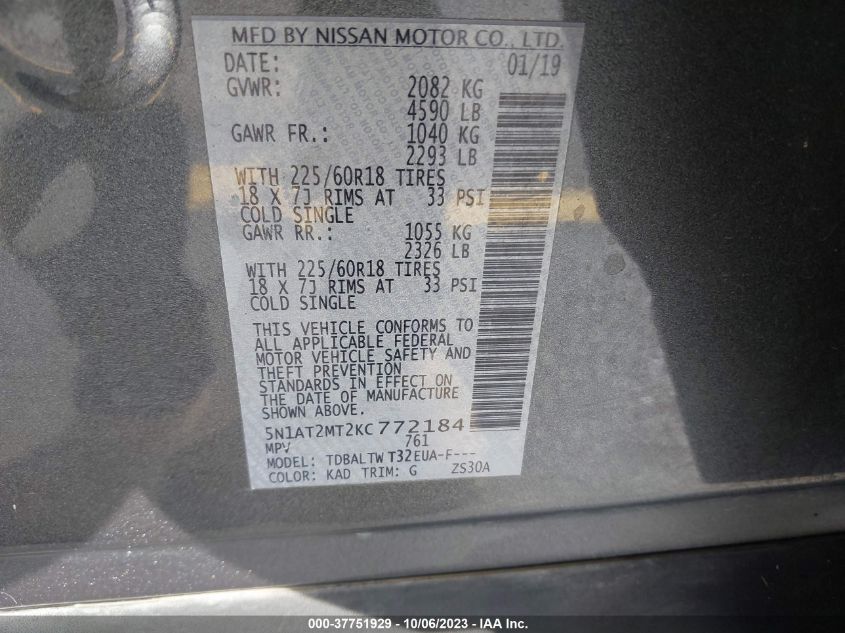 MFD BY NISSAN MOTOR CO., LTD.
DATE: 01/19
GVWR: 2082 KG
4590 LB
GAWR FR.: 1040 KG
2293 LB
WITH 225/60R18 TIRES
18 X 7J RIMS AT 33 PSI
COLD SINGLE
GAWR RR.: 1055 KG
2326 LB
WITH 225/60R18 TIRES
18 X 7J RIMS AT 33 PSI
COLD SINGLE
THIS VEHICLE CONFORMS TO
ALL APPLICABLE FEDERAL
MOTOR VEHICLE SAFETY AND
THEFT PREVENTION
STANDARDS IN EFFECT ON
THE DATE OF MANUFACTURE
SHOWN ABOVE.
5N1AT2MT2KC772184
MPV 761
MODEL: TDBALTW T32EUA-F---
COLOR: KAD TRIM: G ZS30A
000-37751929 - 10/06/2023 - IAA Inc.